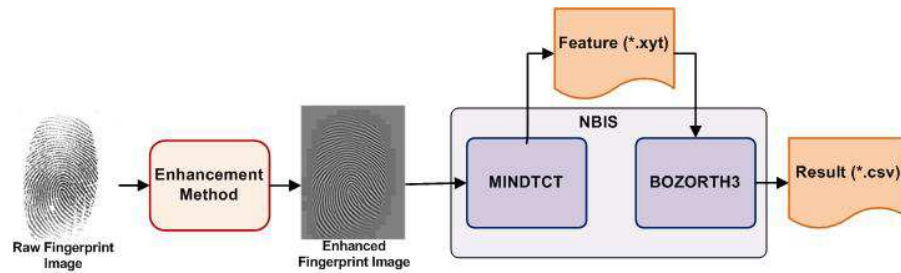 Feature (*.xyt)
NBIS
Enhancement
Method
MINDTCT
BOZORTH3
Result (*.csv)
Raw Fingerprint
Image
Enhanced
Fingerprint Image